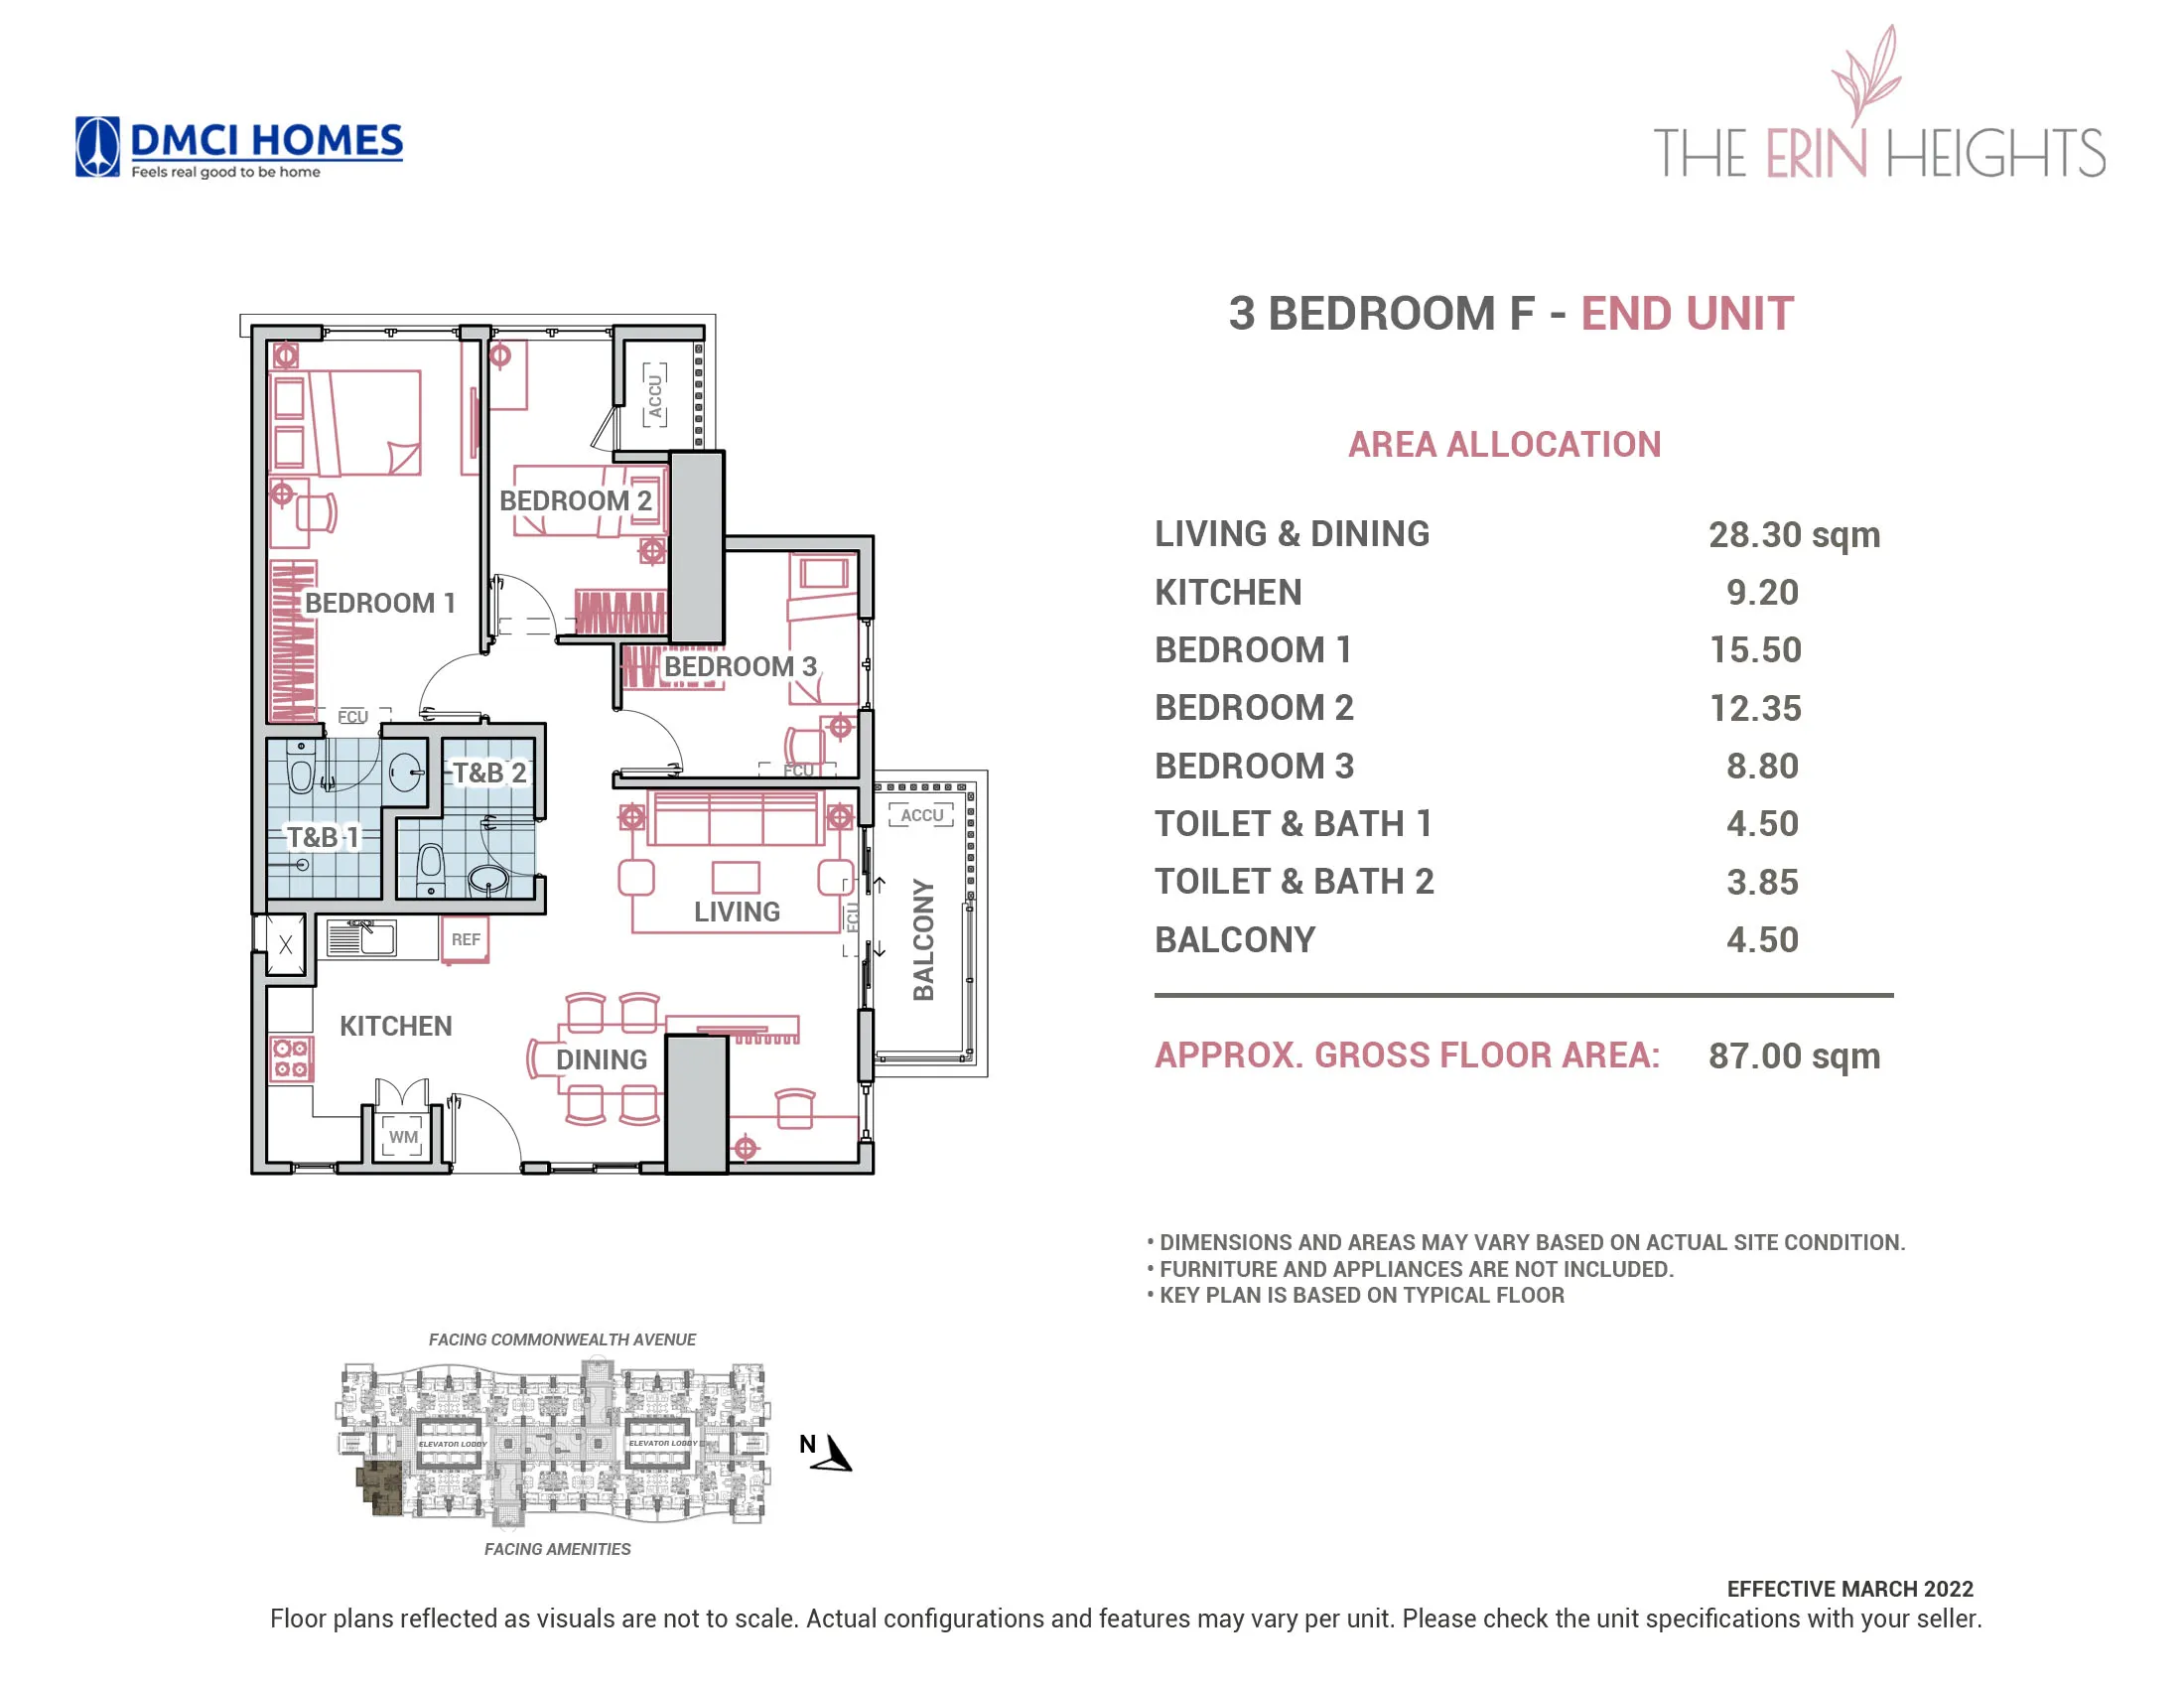 DMCI HOMES
Feels real good to be home
THE ERIN HEIGHTS
3 BEDROOM F - END UNIT
AREA ALLOCATION
LIVING & DINING 28.30 sqm
KITCHEN 9.20
BEDROOM 1 15.50
BEDROOM 2 12.35
BEDROOM 3 8.80
TOILET & BATH 1 4.50
TOILET & BATH 2 3.85
BALCONY 4.50
APPROX. GROSS FLOOR AREA: 87.00 sqm
ACCU
BEDROOM 2
BEDROOM 1
BEDROOM 3
FCU
T&B 2
FCU
T&B 1
ACCU
LIVING
FCU
BALCONY
X
REF
KITCHEN
DINING
WM
• DIMENSIONS AND AREAS MAY VARY BASED ON ACTUAL SITE CONDITION.
• FURNITURE AND APPLIANCES ARE NOT INCLUDED.
• KEY PLAN IS BASED ON TYPICAL FLOOR
FACING COMMONWEALTH AVENUE
ELEVATOR LOBBY
ELEVATOR LOBBY
N
FACING AMENITIES
EFFECTIVE MARCH 2022
Floor plans reflected as visuals are not to scale. Actual configurations and features may vary per unit. Please check the unit specifications with your seller.